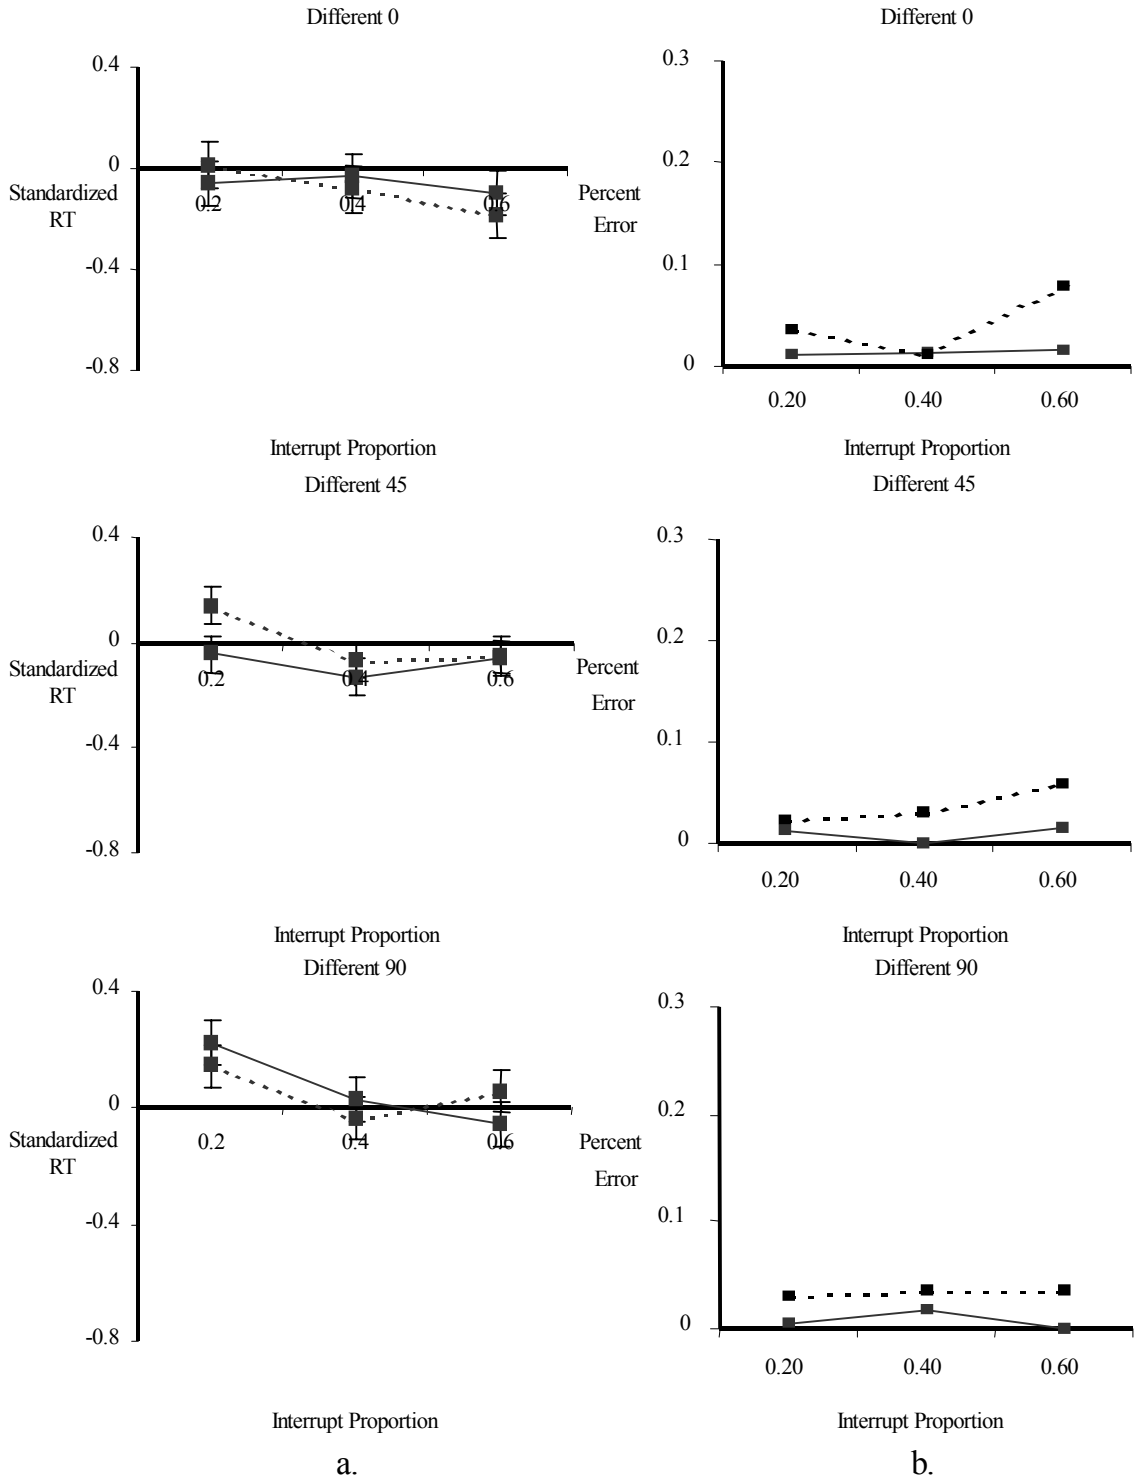 Different 0
0.4
0
Standardized
RT
0.2
0.4
0.6
-0.4
-0.8
Interrupt Proportion
Different 0
0.3
0.2
Percent
Error
0.1
0
0.20
0.40
0.60
Interrupt Proportion
Different 45
0.4
0
Standardized
RT
0.2
0.4
0.6
-0.4
-0.8
Interrupt Proportion
Different 45
0.3
0.2
Percent
Error
0.1
0
0.20
0.40
0.60
Interrupt Proportion
Different 90
0.4
0
Standardized
RT
0.2
0.4
0.6
-0.4
-0.8
Interrupt Proportion
a.
Different 90
0.3
0.2
Percent
Error
0.1
0
0.20
0.40
0.60
Interrupt Proportion
b.